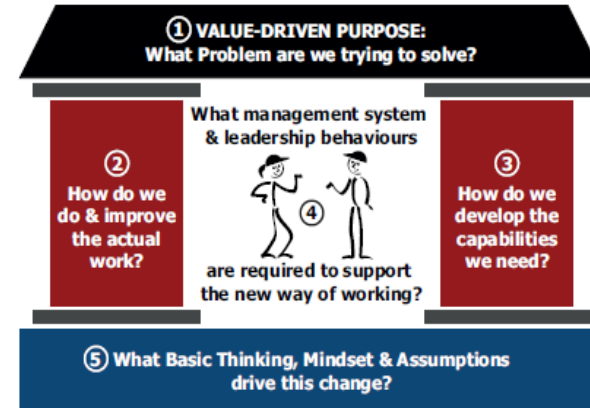 ① VALUE-DRIVEN PURPOSE:
What Problem are we trying to solve?
②
How do we
do & improve
the actual
work?
What management system
& leadership behaviours
④
are required to support
the new way of working?
③
How do we
develop the
capabilities
we need?
⑤ What Basic Thinking, Mindset & Assumptions
drive this change?